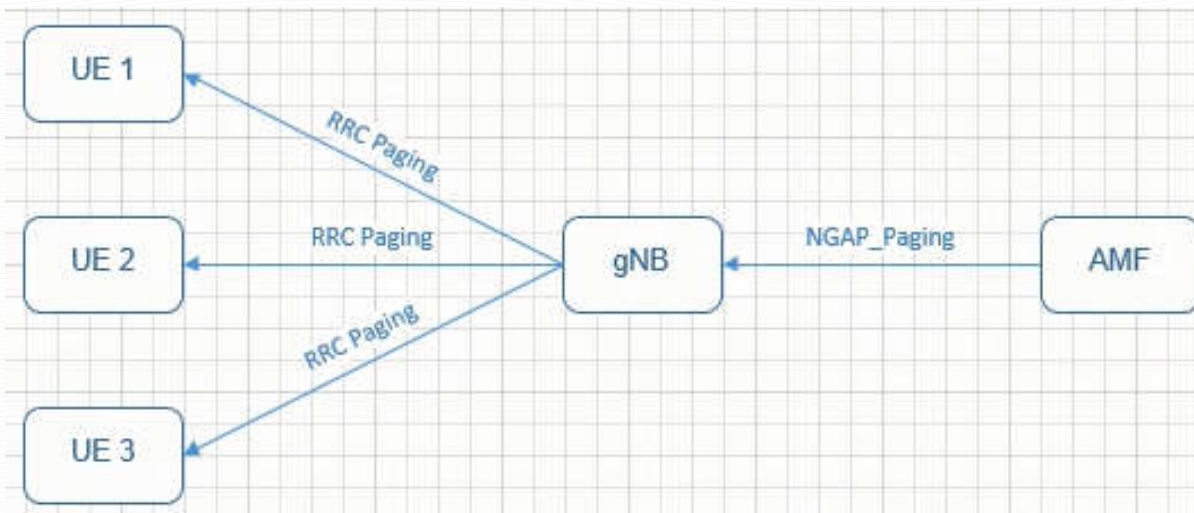 UE 1
RRC Paging
UE 2
RRC Paging
gNB
NGAP_Paging
AMF
RRC Paging
UE 3